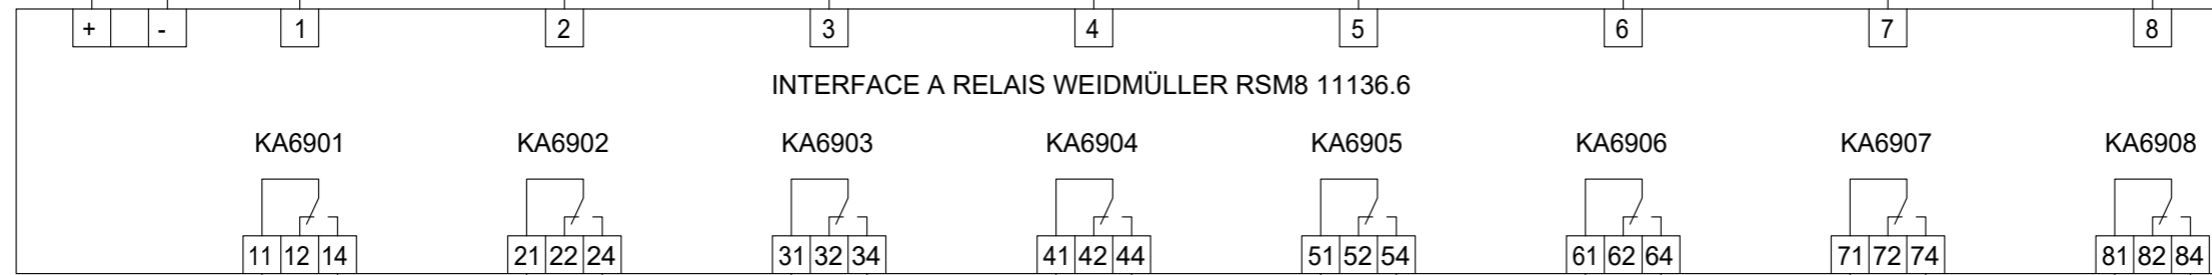 + - 1 2 3 4 5 6 7 8
INTERFACE A RELAIS WEIDMÜLLER RSM8 11136.6
KA6901 KA6902 KA6903 KA6904 KA6905 KA6906 KA6907 KA6908
11 12 14 21 22 24 31 32 34 41 42 44 51 52 54 61 62 64 71 72 74 81 82 84